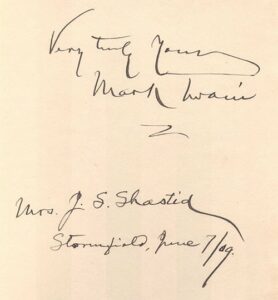 Very truly Yours
Mark Twain
Mrs. J. S. Shastid
Stormfield, June 7/09.